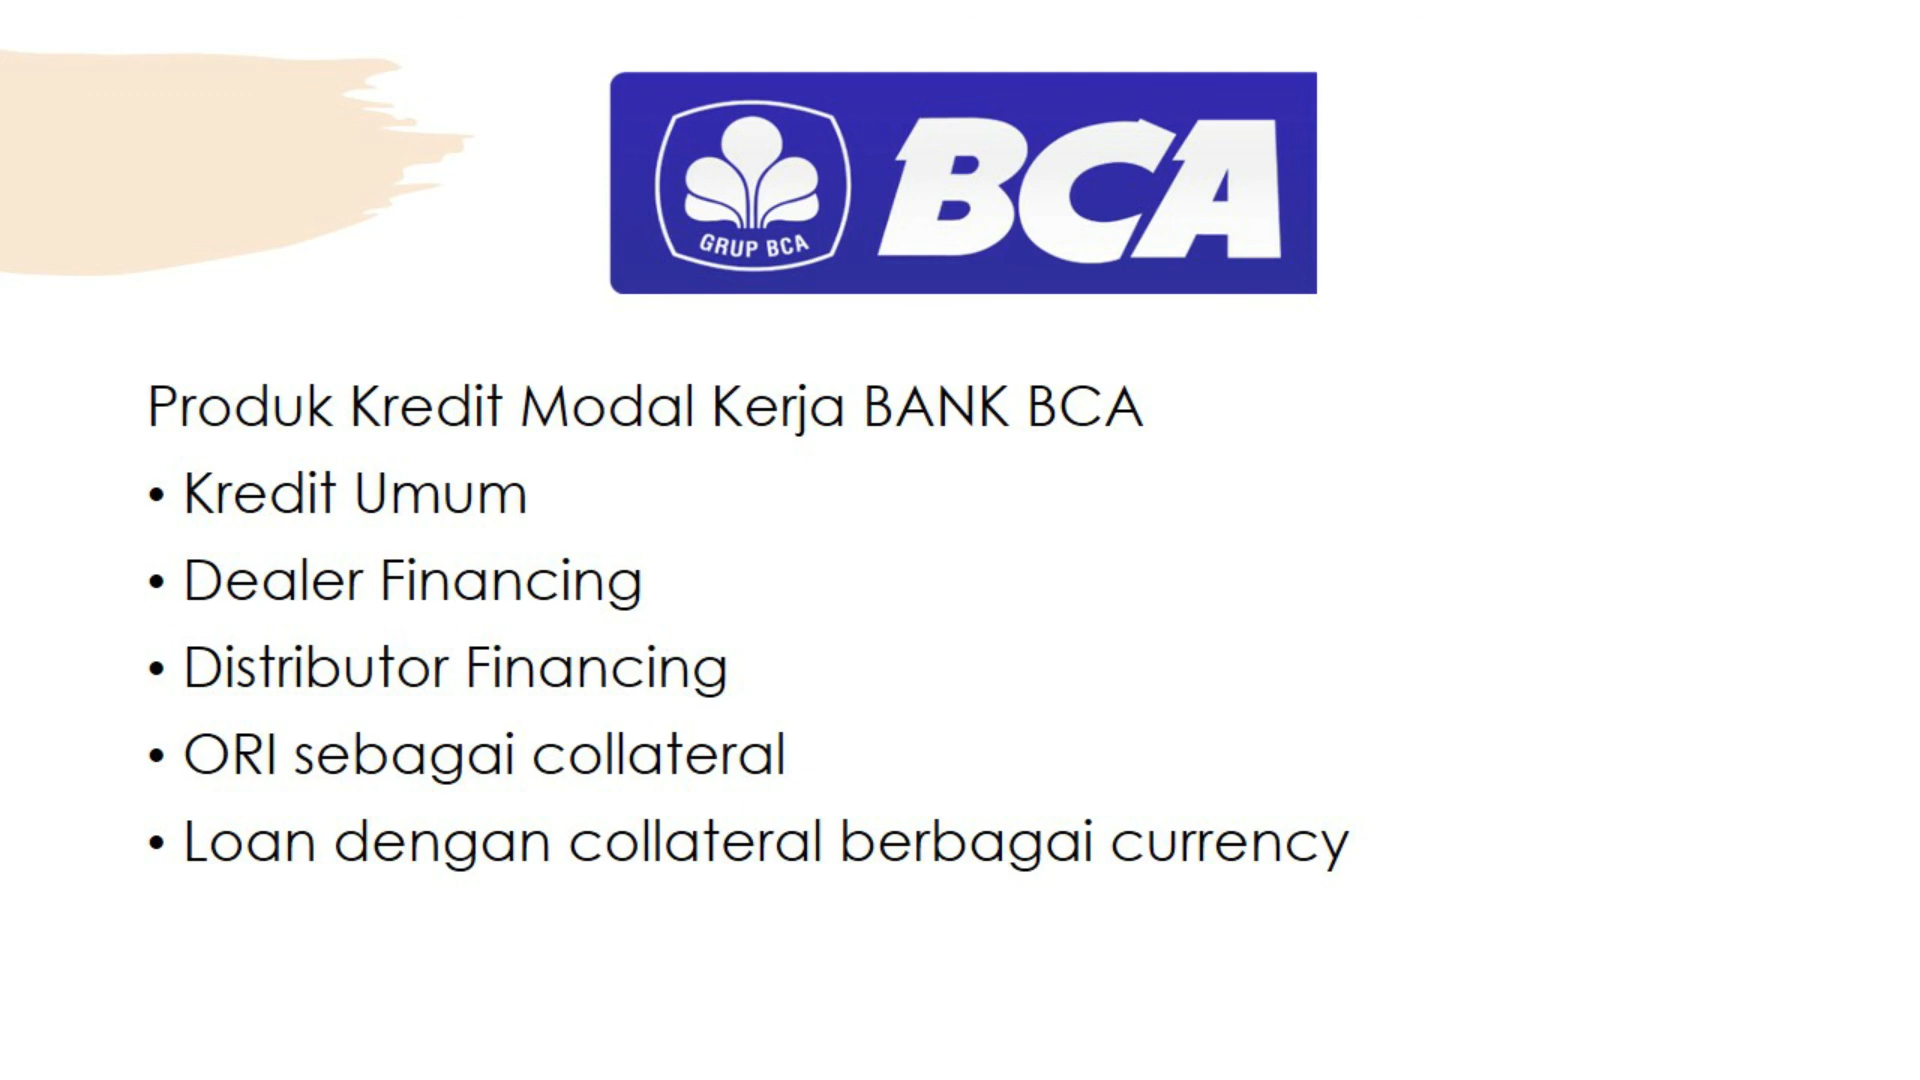 GRUP BCA
BCA
Produk Kredit Modal Kerja BANK BCA
• Kredit Umum
• Dealer Financing
• Distributor Financing
• ORI sebagai collateral
• Loan dengan collateral berbagai currency